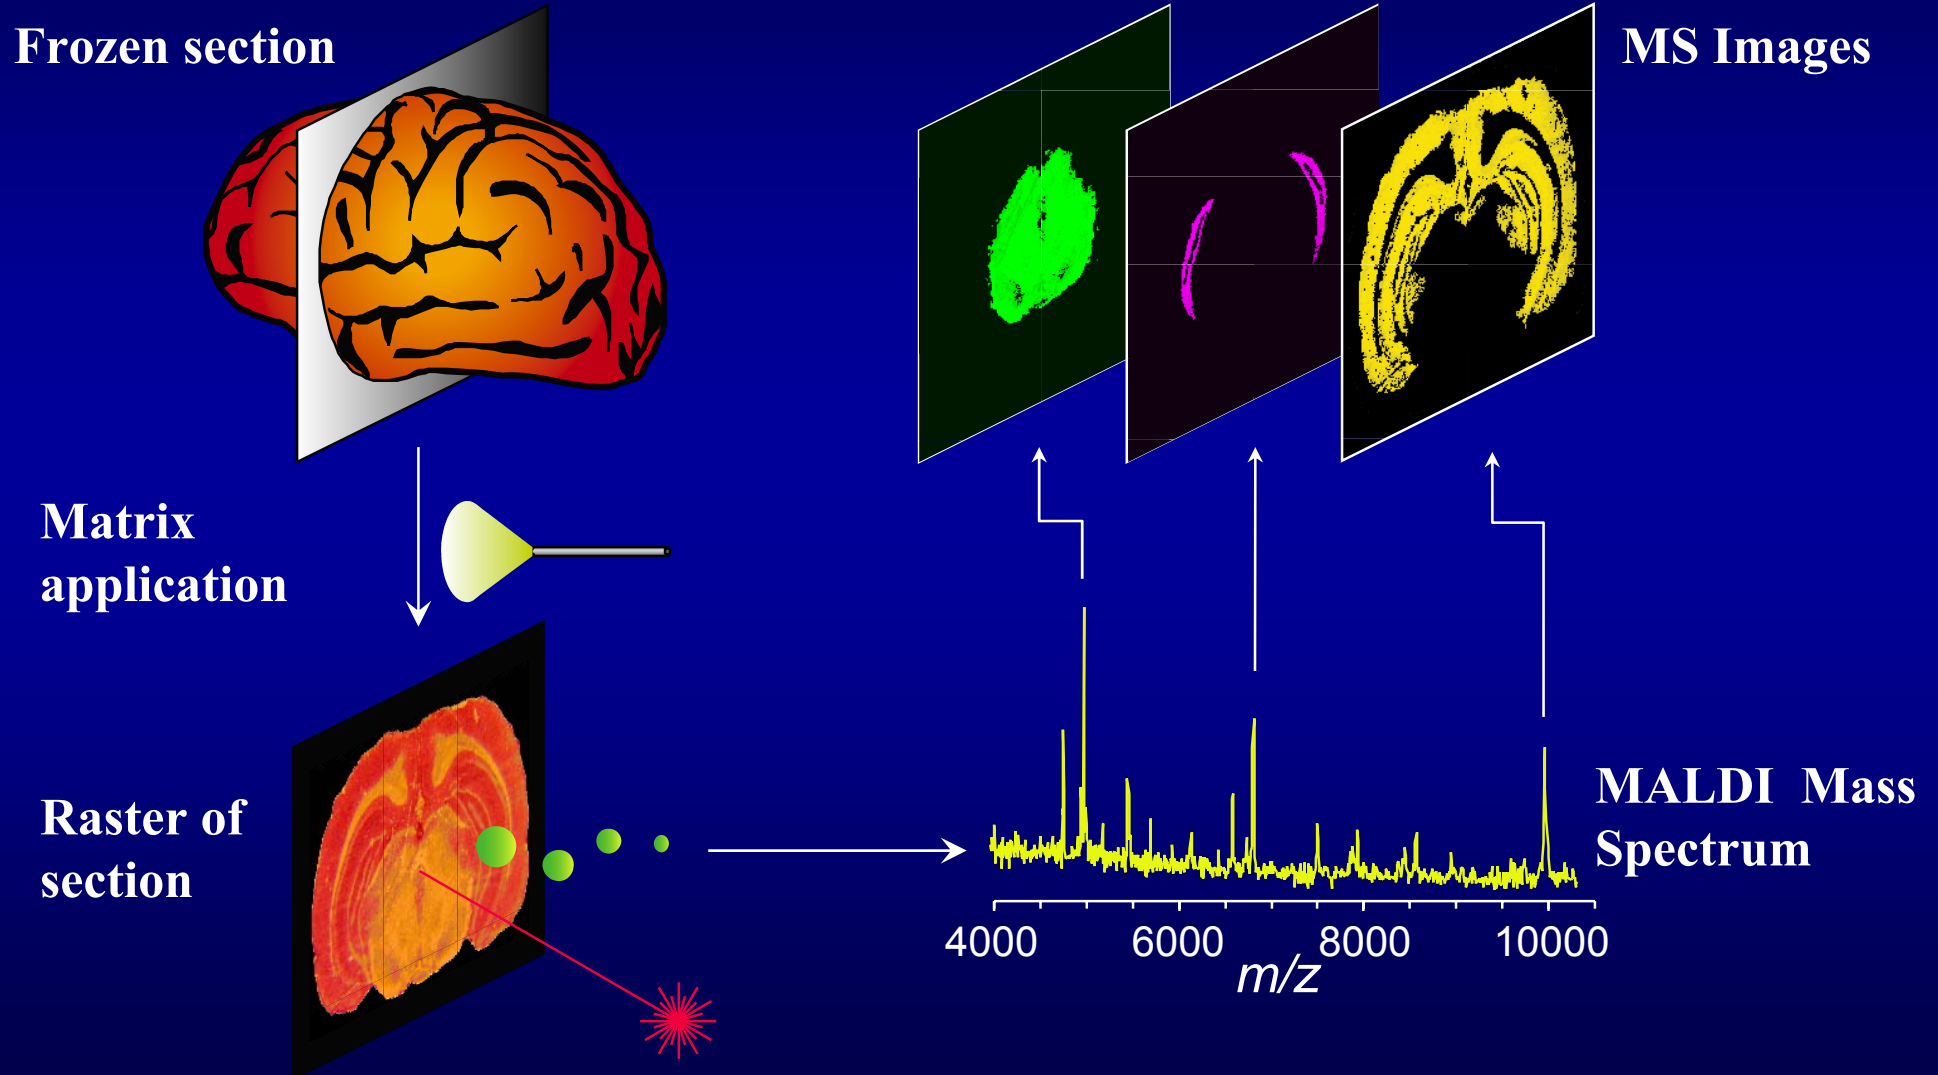 Frozen section
MS Images
Matrix
application
Raster of
section
MALDI Mass
Spectrum
4000 6000 8000 10000
m/z